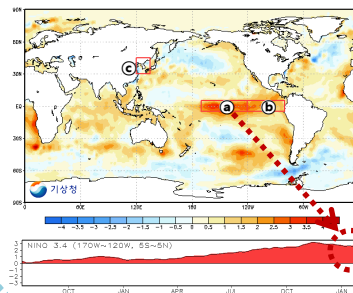 90N
60N
30N
ⓒ
EQ
ⓐ ⓑ
30S
60S
기상청
90S
0 60E 120E 180 120W 60W 0
-4 -3.5 -3 -2.5 -2 -1.5 -1 -0.5 0 0.5 1 1.5 2 2.5 3 3.5
NINO 3.4 (170W~120W, 5S~5N)
3
2
1
0
-1
-2
-3
OCT JAN APR JUL OCT JAN